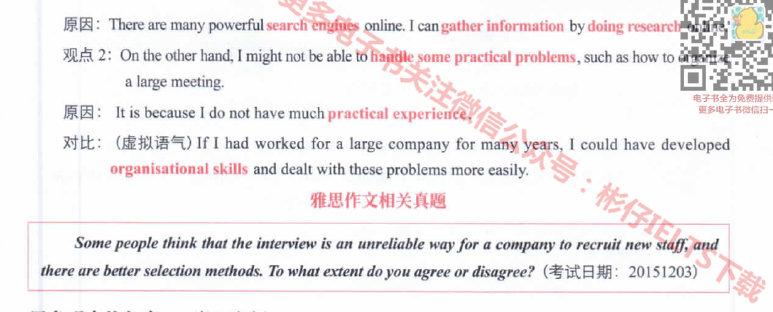 原因：There are many powerful search engines online. I can gather information by doing research online.
观点 2：On the other hand, I might not be able to handle some practical problems, such as how to organize
a large meeting.
原因： It is because I do not have much practical experience.
对比：（虚拟语气）If I had worked for a large company for many years, I could have developed
organisational skills and dealt with these problems more easily.
雅思作文相关真题
Some people think that the interview is an unreliable way for a company to recruit new staff, and
there are better selection methods. To what extent do you agree or disagree?（考试日期：20151203）
更多电子书关注微信公众号：彬仔IELTS下载
电子书全为免费提供
更多电子书微信扫一